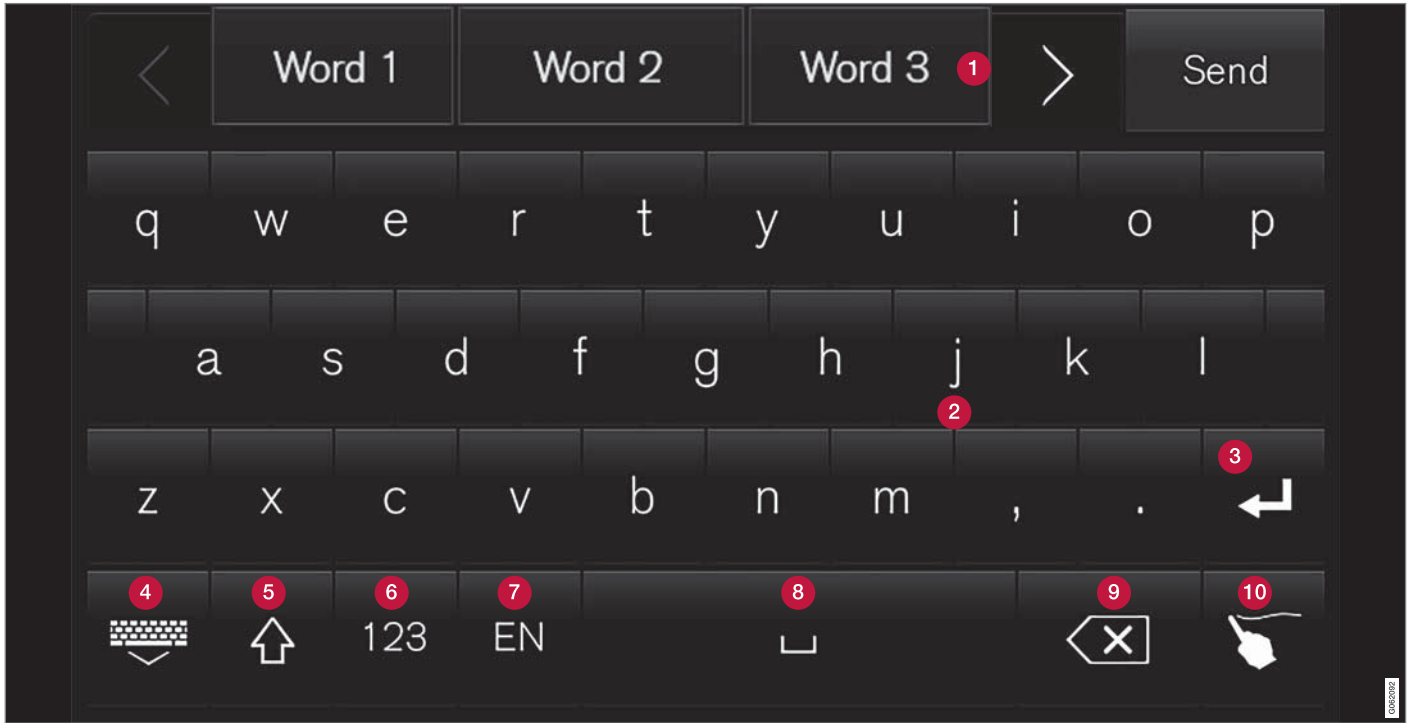 Word 1 Word 2 Word 3 1 Send
q w e r t y u i o p
a s d f g h j k l
2
z x c v b n m , . 3
4 5 6 7 8 9 10
123 EN
G062092